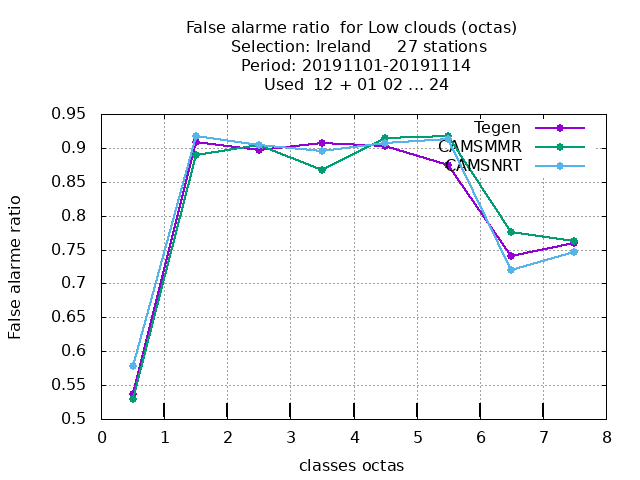 False alarme ratio  for Low clouds (octas)
Selection: Ireland     27 stations
Period: 20191101-20191114
Used  12 + 01 02 ... 24
Tegen
CAMSMMR
CAMSNRT
False alarme ratio
0.95
0.9
0.85
0.8
0.75
0.7
0.65
0.6
0.55
0.5
0 1 2 3 4 5 6 7 8
classes octas